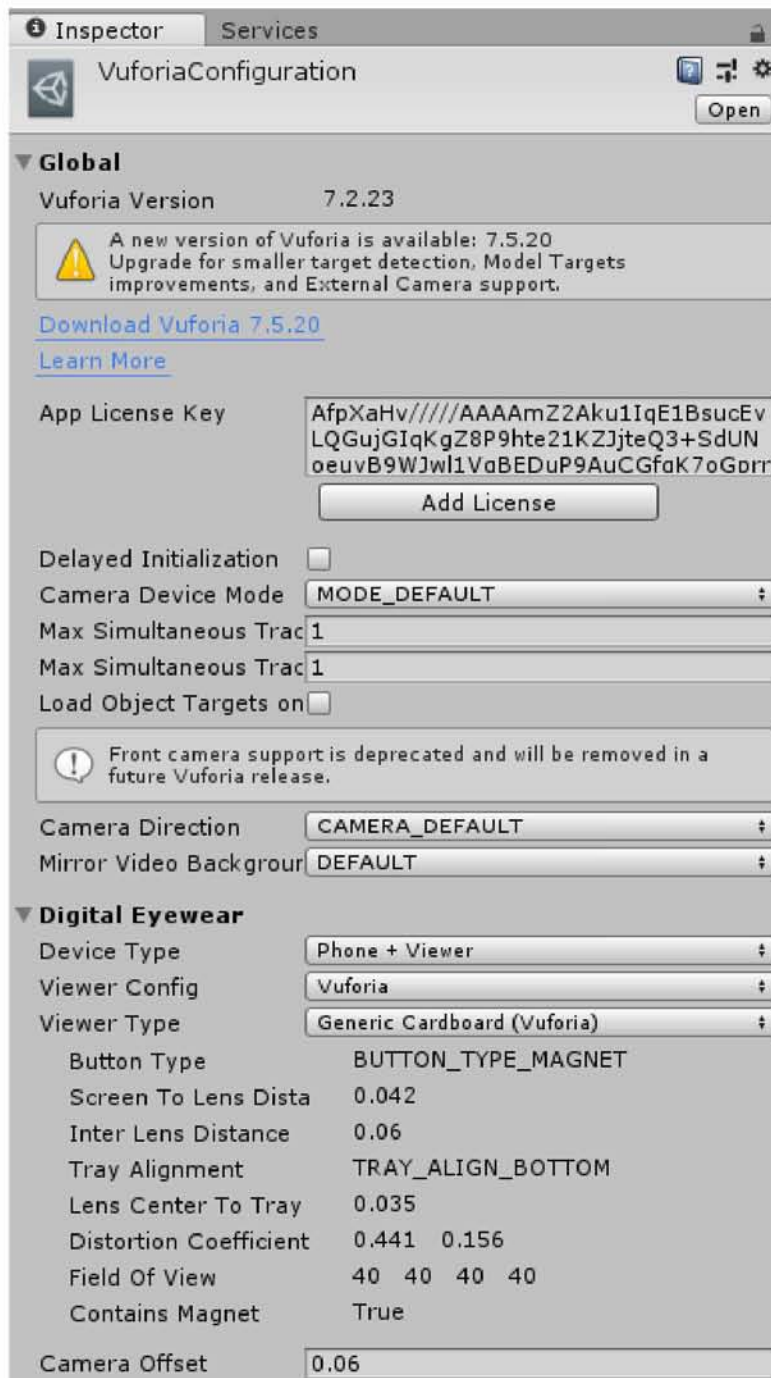 Inspector
Services
VuforiaConfiguration
Open
Global
Vuforia Version 7.2.23
A new version of Vuforia is available: 7.5.20
Upgrade for smaller target detection, Model Targets
improvements, and External Camera support.
Download Vuforia 7.5.20
Learn More
App License Key AfpXaHv/////AAAAmZ2Aku1IqE1BsucEv
LQGujGIqKgZ8P9hte21KZJjteQ3+SdUN
Add License
Delayed Initialization
Camera Device Mode MODE_DEFAULT
Max Simultaneous Trac 1
Max Simultaneous Trac 1
Load Object Targets on
Front camera support is deprecated and will be removed in a
future Vuforia release.
Camera Direction CAMERA_DEFAULT
Mirror Video Backgrour DEFAULT
Digital Eyewear
Device Type Phone + Viewer
Viewer Config Vuforia
Viewer Type Generic Cardboard (Vuforia)
Button Type BUTTON_TYPE_MAGNET
Screen To Lens Dista 0.042
Inter Lens Distance 0.06
Tray Alignment TRAY_ALIGN_BOTTOM
Lens Center To Tray 0.035
Distortion Coefficient 0.441 0.156
Field Of View 40 40 40 40
Contains Magnet True
Camera Offset 0.06